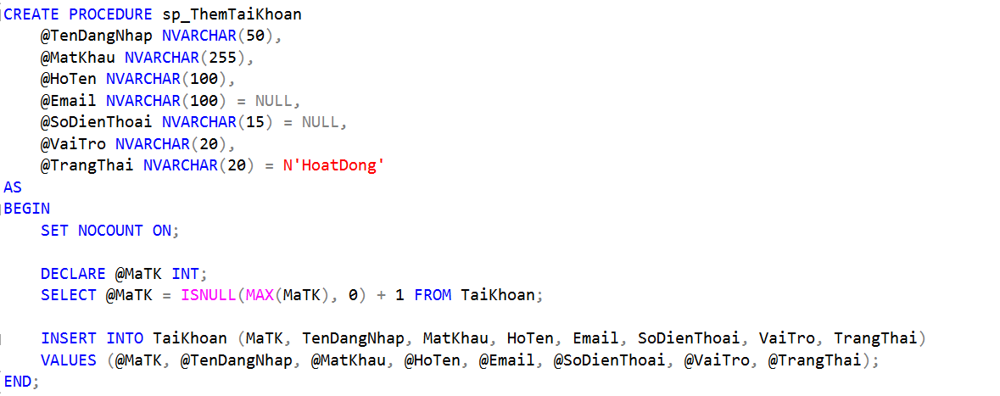 CREATE PROCEDURE sp_ThemTaiKhoan
    @TenDangNhap NVARCHAR(50),
    @MatKhau NVARCHAR(255),
    @HoTen NVARCHAR(100),
    @Email NVARCHAR(100) = NULL,
    @SoDienThoai NVARCHAR(15) = NULL,
    @VaiTro NVARCHAR(20),
    @TrangThai NVARCHAR(20) = N'HoatDong'
AS
BEGIN
    SET NOCOUNT ON;

    DECLARE @MaTK INT;
    SELECT @MaTK = ISNULL(MAX(MaTK), 0) + 1 FROM TaiKhoan;

    INSERT INTO TaiKhoan (MaTK, TenDangNhap, MatKhau, HoTen, Email, SoDienThoai, VaiTro, TrangThai)
    VALUES (@MaTK, @TenDangNhap, @MatKhau, @HoTen, @Email, @SoDienThoai, @VaiTro, @TrangThai);
END;